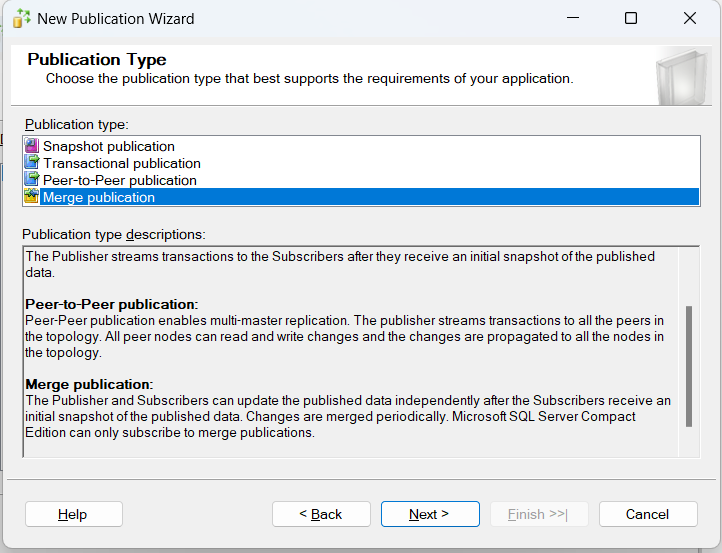 New Publication Wizard
Publication Type
Choose the publication type that best supports the requirements of your application.
Publication type:
Snapshot publication
Transactional publication
Peer-to-Peer publication
Merge publication
Publication type descriptions:
The Publisher streams transactions to the Subscribers after they receive an initial snapshot of the published
data.
Peer-to-Peer publication:
Peer-Peer publication enables multi-master replication. The publisher streams transactions to all the peers in
the topology. All peer nodes can read and write changes and the changes are propagated to all the nodes in
the topology.
Merge publication:
The Publisher and Subscribers can update the published data independently after the Subscribers receive an
initial snapshot of the published data. Changes are merged periodically. Microsoft SQL Server Compact
Edition can only subscribe to merge publications.
Help
< Back
Next >
Finish >>|
Cancel